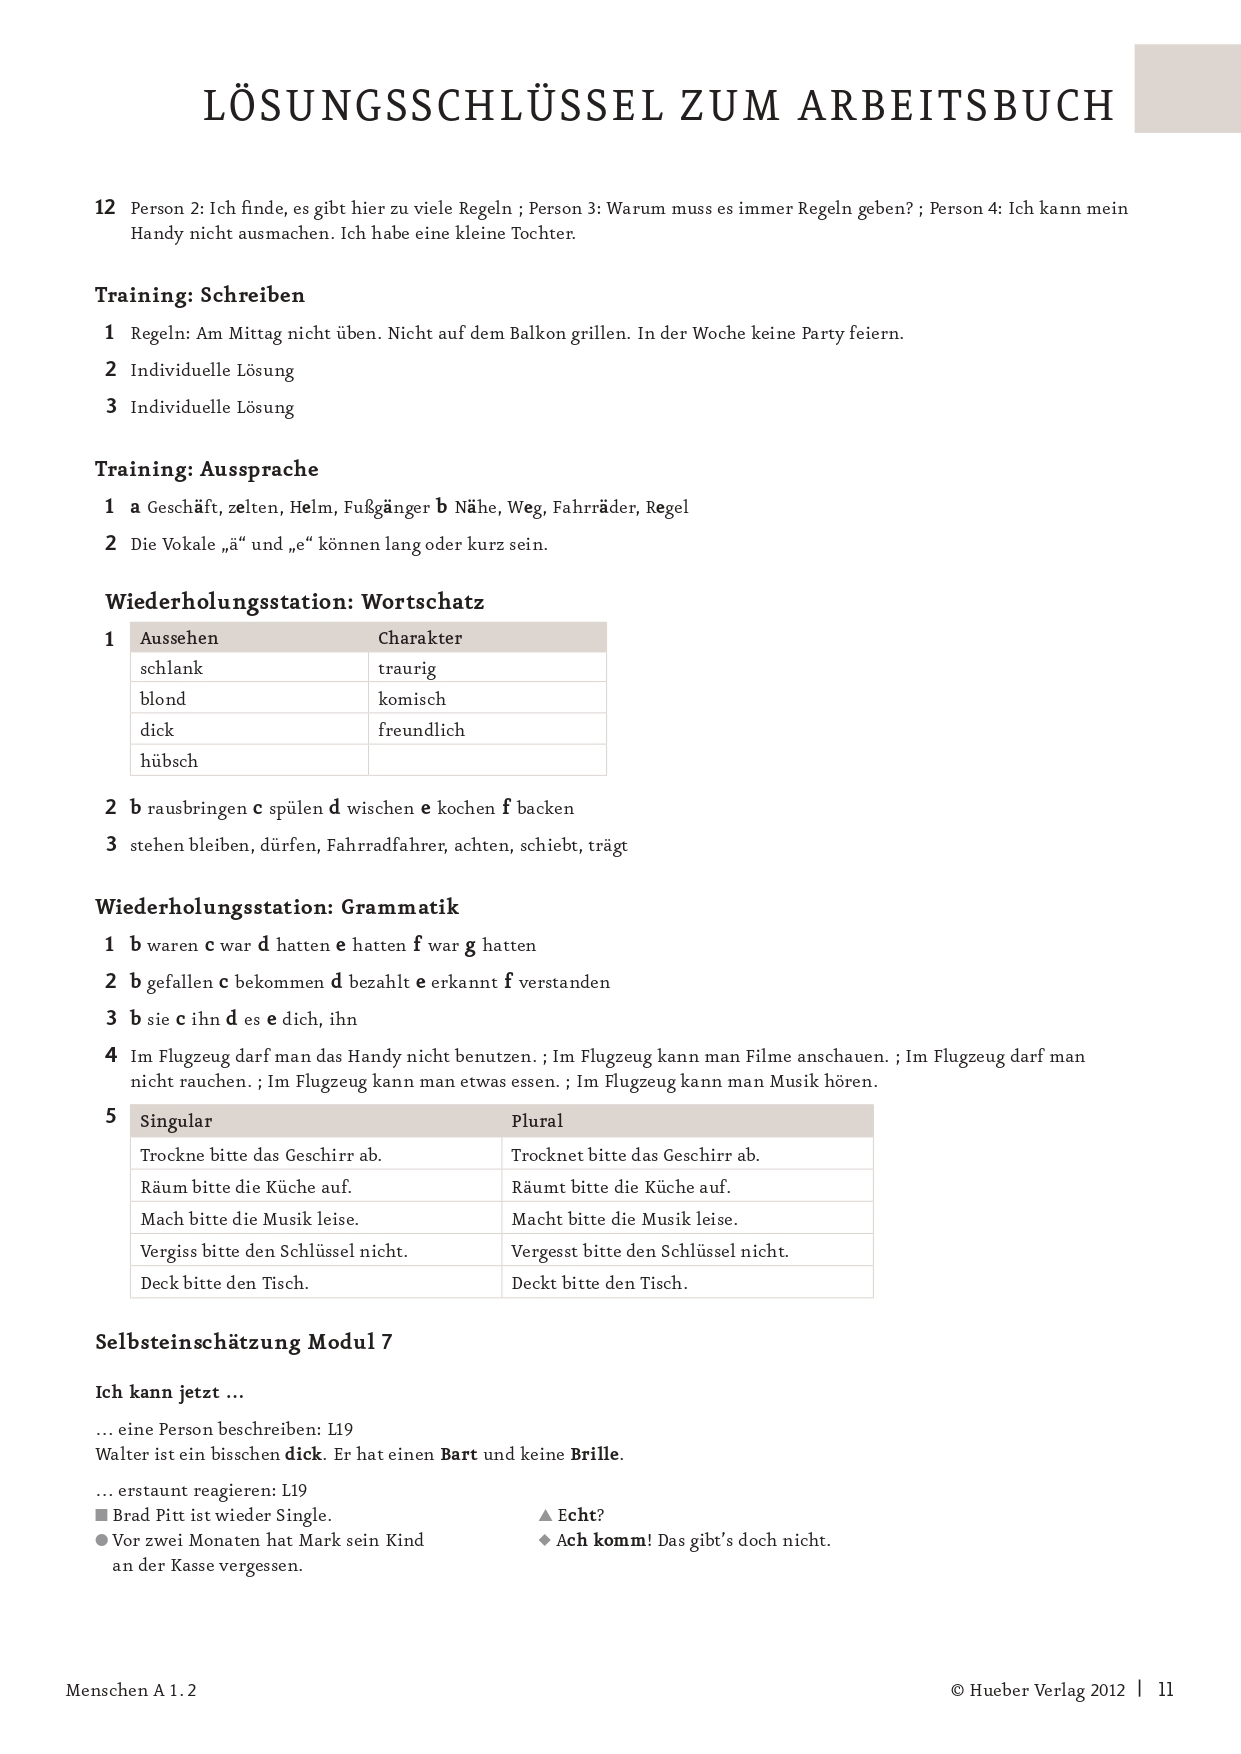 LÖSUNGSSCHLÜSSEL ZUM ARBEITSBUCH
12 Person 2: Ich finde, es gibt hier zu viele Regeln ; Person 3: Warum muss es immer Regeln geben? ; Person 4: Ich kann mein
Handy nicht ausmachen. Ich habe eine kleine Tochter.
Training: Schreiben
1 Regeln: Am Mittag nicht üben. Nicht auf dem Balkon grillen. In der Woche keine Party feiern.
2 Individuelle Lösung
3 Individuelle Lösung
Training: Aussprache
1 a Geschäft, zelten, Helm, Fußgänger b Nähe, Weg, Fahrräder, Regel
2 Die Vokale „ä“ und „e“ können lang oder kurz sein.
Wiederholungsstation: Wortschatz
1 Aussehen Charakter
schlank traurig
blond komisch
dick freundlich
hübsch
2 b rausbringen c spülen d wischen e kochen f backen
3 stehen bleiben, dürfen, Fahrradfahrer, achten, schiebt, trägt
Wiederholungsstation: Grammatik
1 b waren c war d hatten e hatten f war g hatten
2 b gefallen c bekommen d bezahlt e erkannt f verstanden
3 b sie c ihn d es e dich, ihn
4 Im Flugzeug darf man das Handy nicht benutzen. ; Im Flugzeug kann man Filme anschauen. ; Im Flugzeug darf man
nicht rauchen. ; Im Flugzeug kann man etwas essen. ; Im Flugzeug kann man Musik hören.
5 Singular Plural
Trockne bitte das Geschirr ab. Trocknet bitte das Geschirr ab.
Räum bitte die Küche auf. Räumt bitte die Küche auf.
Mach bitte die Musik leise. Macht bitte die Musik leise.
Vergiss bitte den Schlüssel nicht. Vergesst bitte den Schlüssel nicht.
Deck bitte den Tisch. Deckt bitte den Tisch.
Selbsteinschätzung Modul 7
Ich kann jetzt …
… eine Person beschreiben: L19
Walter ist ein bisschen dick. Er hat einen Bart und keine Brille.
… erstaunt reagieren: L19
■ Brad Pitt ist wieder Single. ▲ Echt?
● Vor zwei Monaten hat Mark sein Kind ◆ Ach komm! Das gibt’s doch nicht.
an der Kasse vergessen.
Menschen A 1.2 © Hueber Verlag 2012 | 11